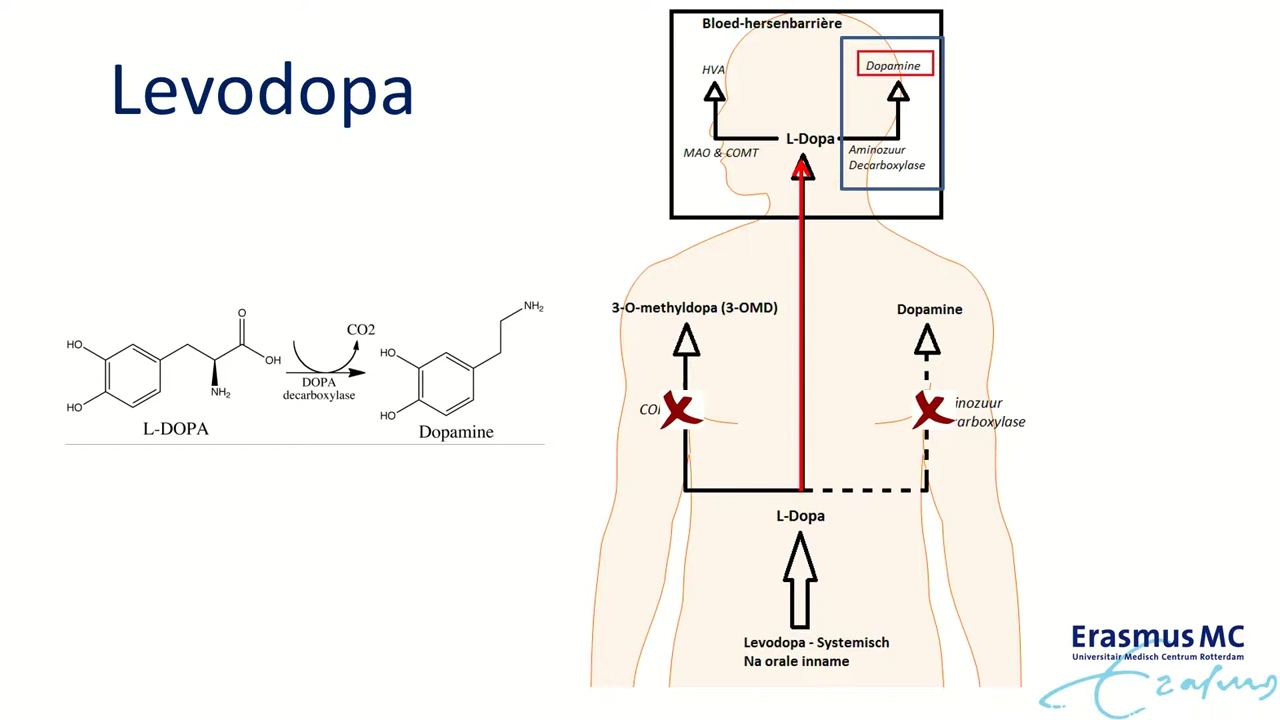 Levodopa
Bloed-hersenbarrière
HVA
Dopamine
L-Dopa
MAO & COMT
Aminozuur
Decarboxylase
3-O-methyldopa (3-OMD)
Dopamine
inozuur
arboxylase
L-Dopa
Levodopa - Systemisch
Na orale inname
HO
HO
O
OH
NH2
L-DOPA
CO2
DOPA
decarboxylase
HO
HO
NH2
Dopamine
Erasmus MC
Universitair Medisch Centrum Rotterdam
Erasmus